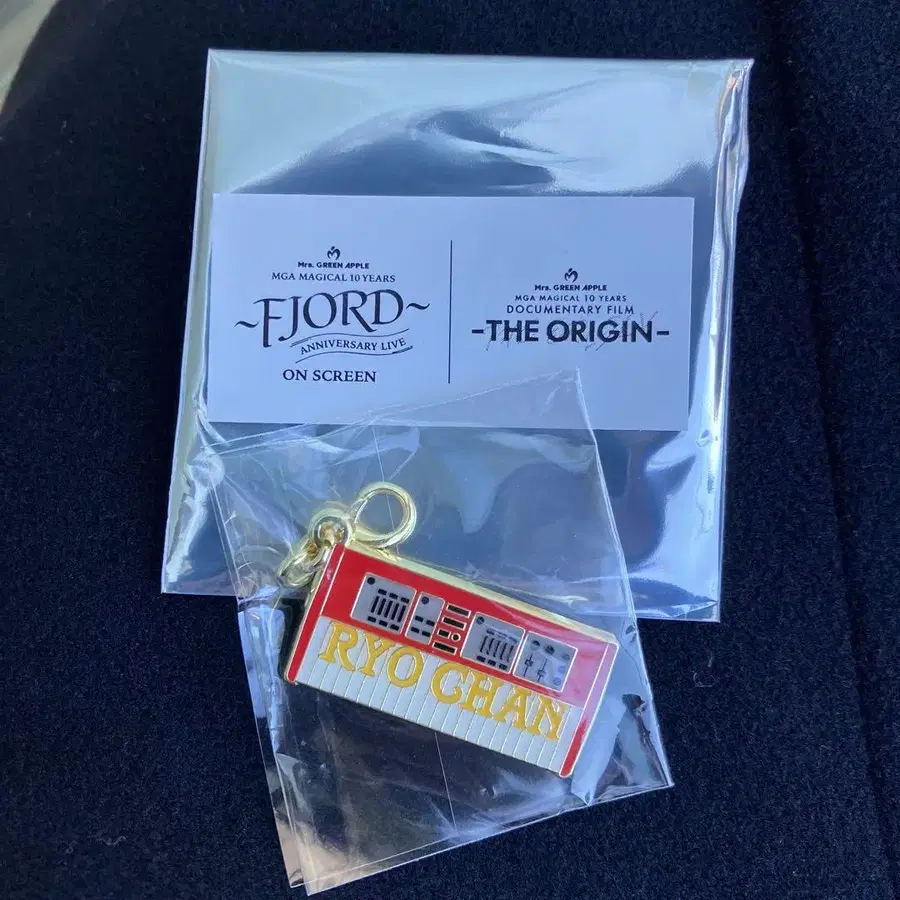 Mrs. GREEN APPLE
MGA MAGICAL 10 YEARS
~FJORD~
ANNIVERSARY LIVE
ON SCREEN
Mrs. GREEN APPLE
MGA MAGICAL 10 YEARS
DOCUMENTARY FILM
-THE ORIGIN-
RYO CHAN